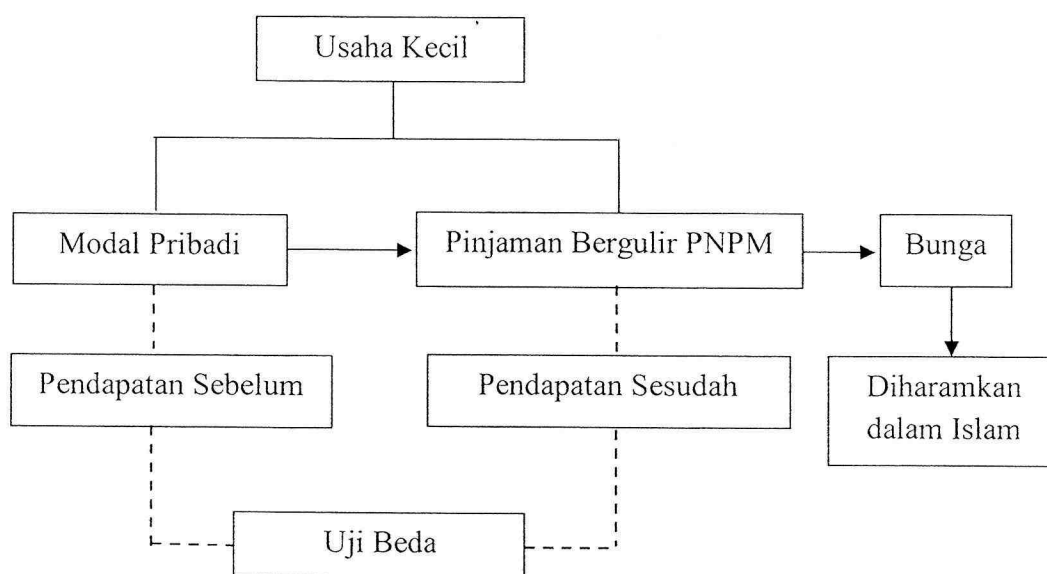 Usaha Kecil
Modal Pribadi
Pinjaman Bergulir PNPM
Bunga
Pendapatan Sebelum
Pendapatan Sesudah
Diharamkan
dalam Islam
Uji Beda